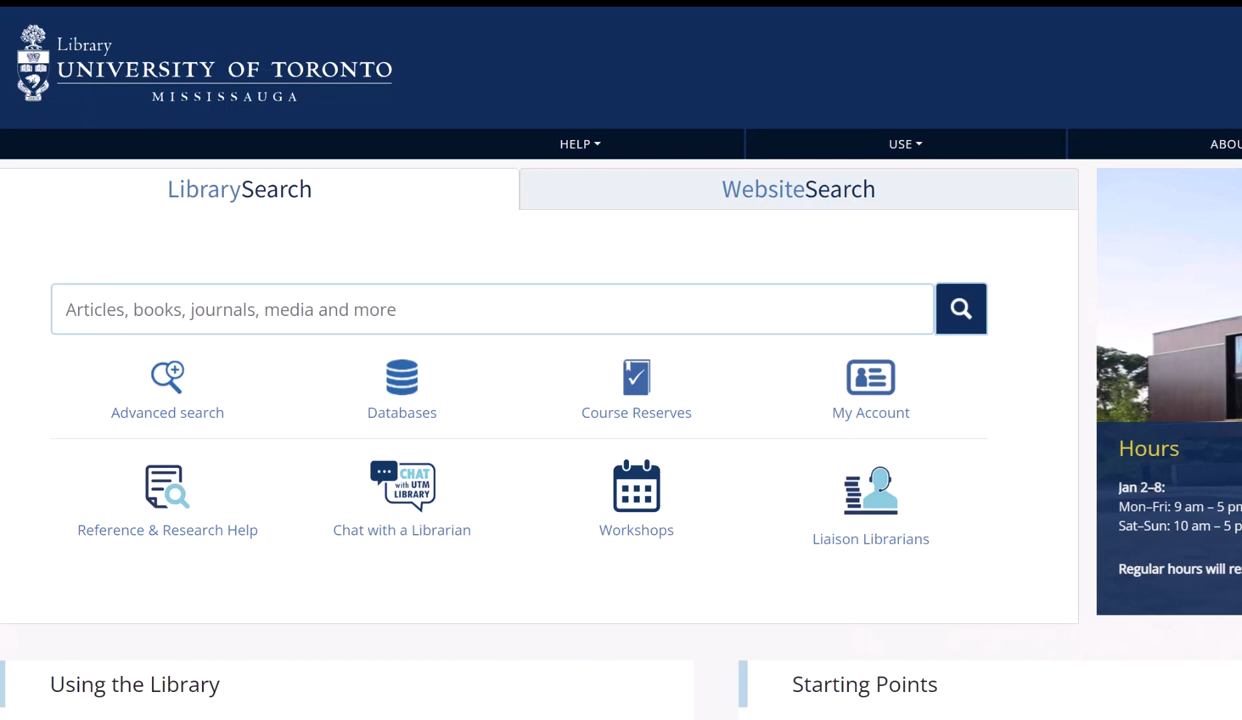 Library
UNIVERSITY OF TORONTO
MISSISSAUGA
HELP
USE
LibrarySearch
WebsiteSearch
Articles, books, journals, media and more
Advanced search
Databases
Course Reserves
My Account
CHAT
with UTM
LIBRARY
Reference & Research Help
Chat with a Librarian
Workshops
Liaison Librarians
Hours
Jan 2–8:
Mon–Fri: 9 am – 5 pm
Sat–Sun: 10 am – 5 p
Regular hours will
Using the Library
Starting Points